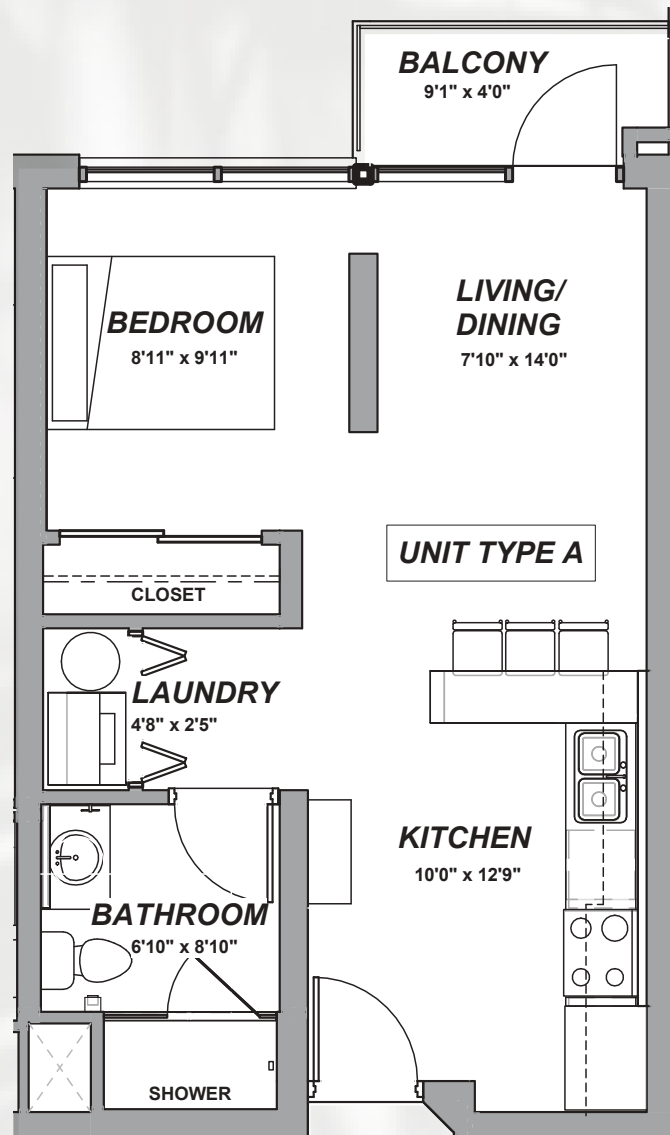 BALCONY
9'1" x 4'0"
BEDROOM
8'11" x 9'11"
LIVING/
DINING
7'10" x 14'0"
UNIT TYPE A
CLOSET
LAUNDRY
4'8" x 2'5"
KITCHEN
10'0" x 12'9"
BATHROOM
6'10" x 8'10"
SHOWER